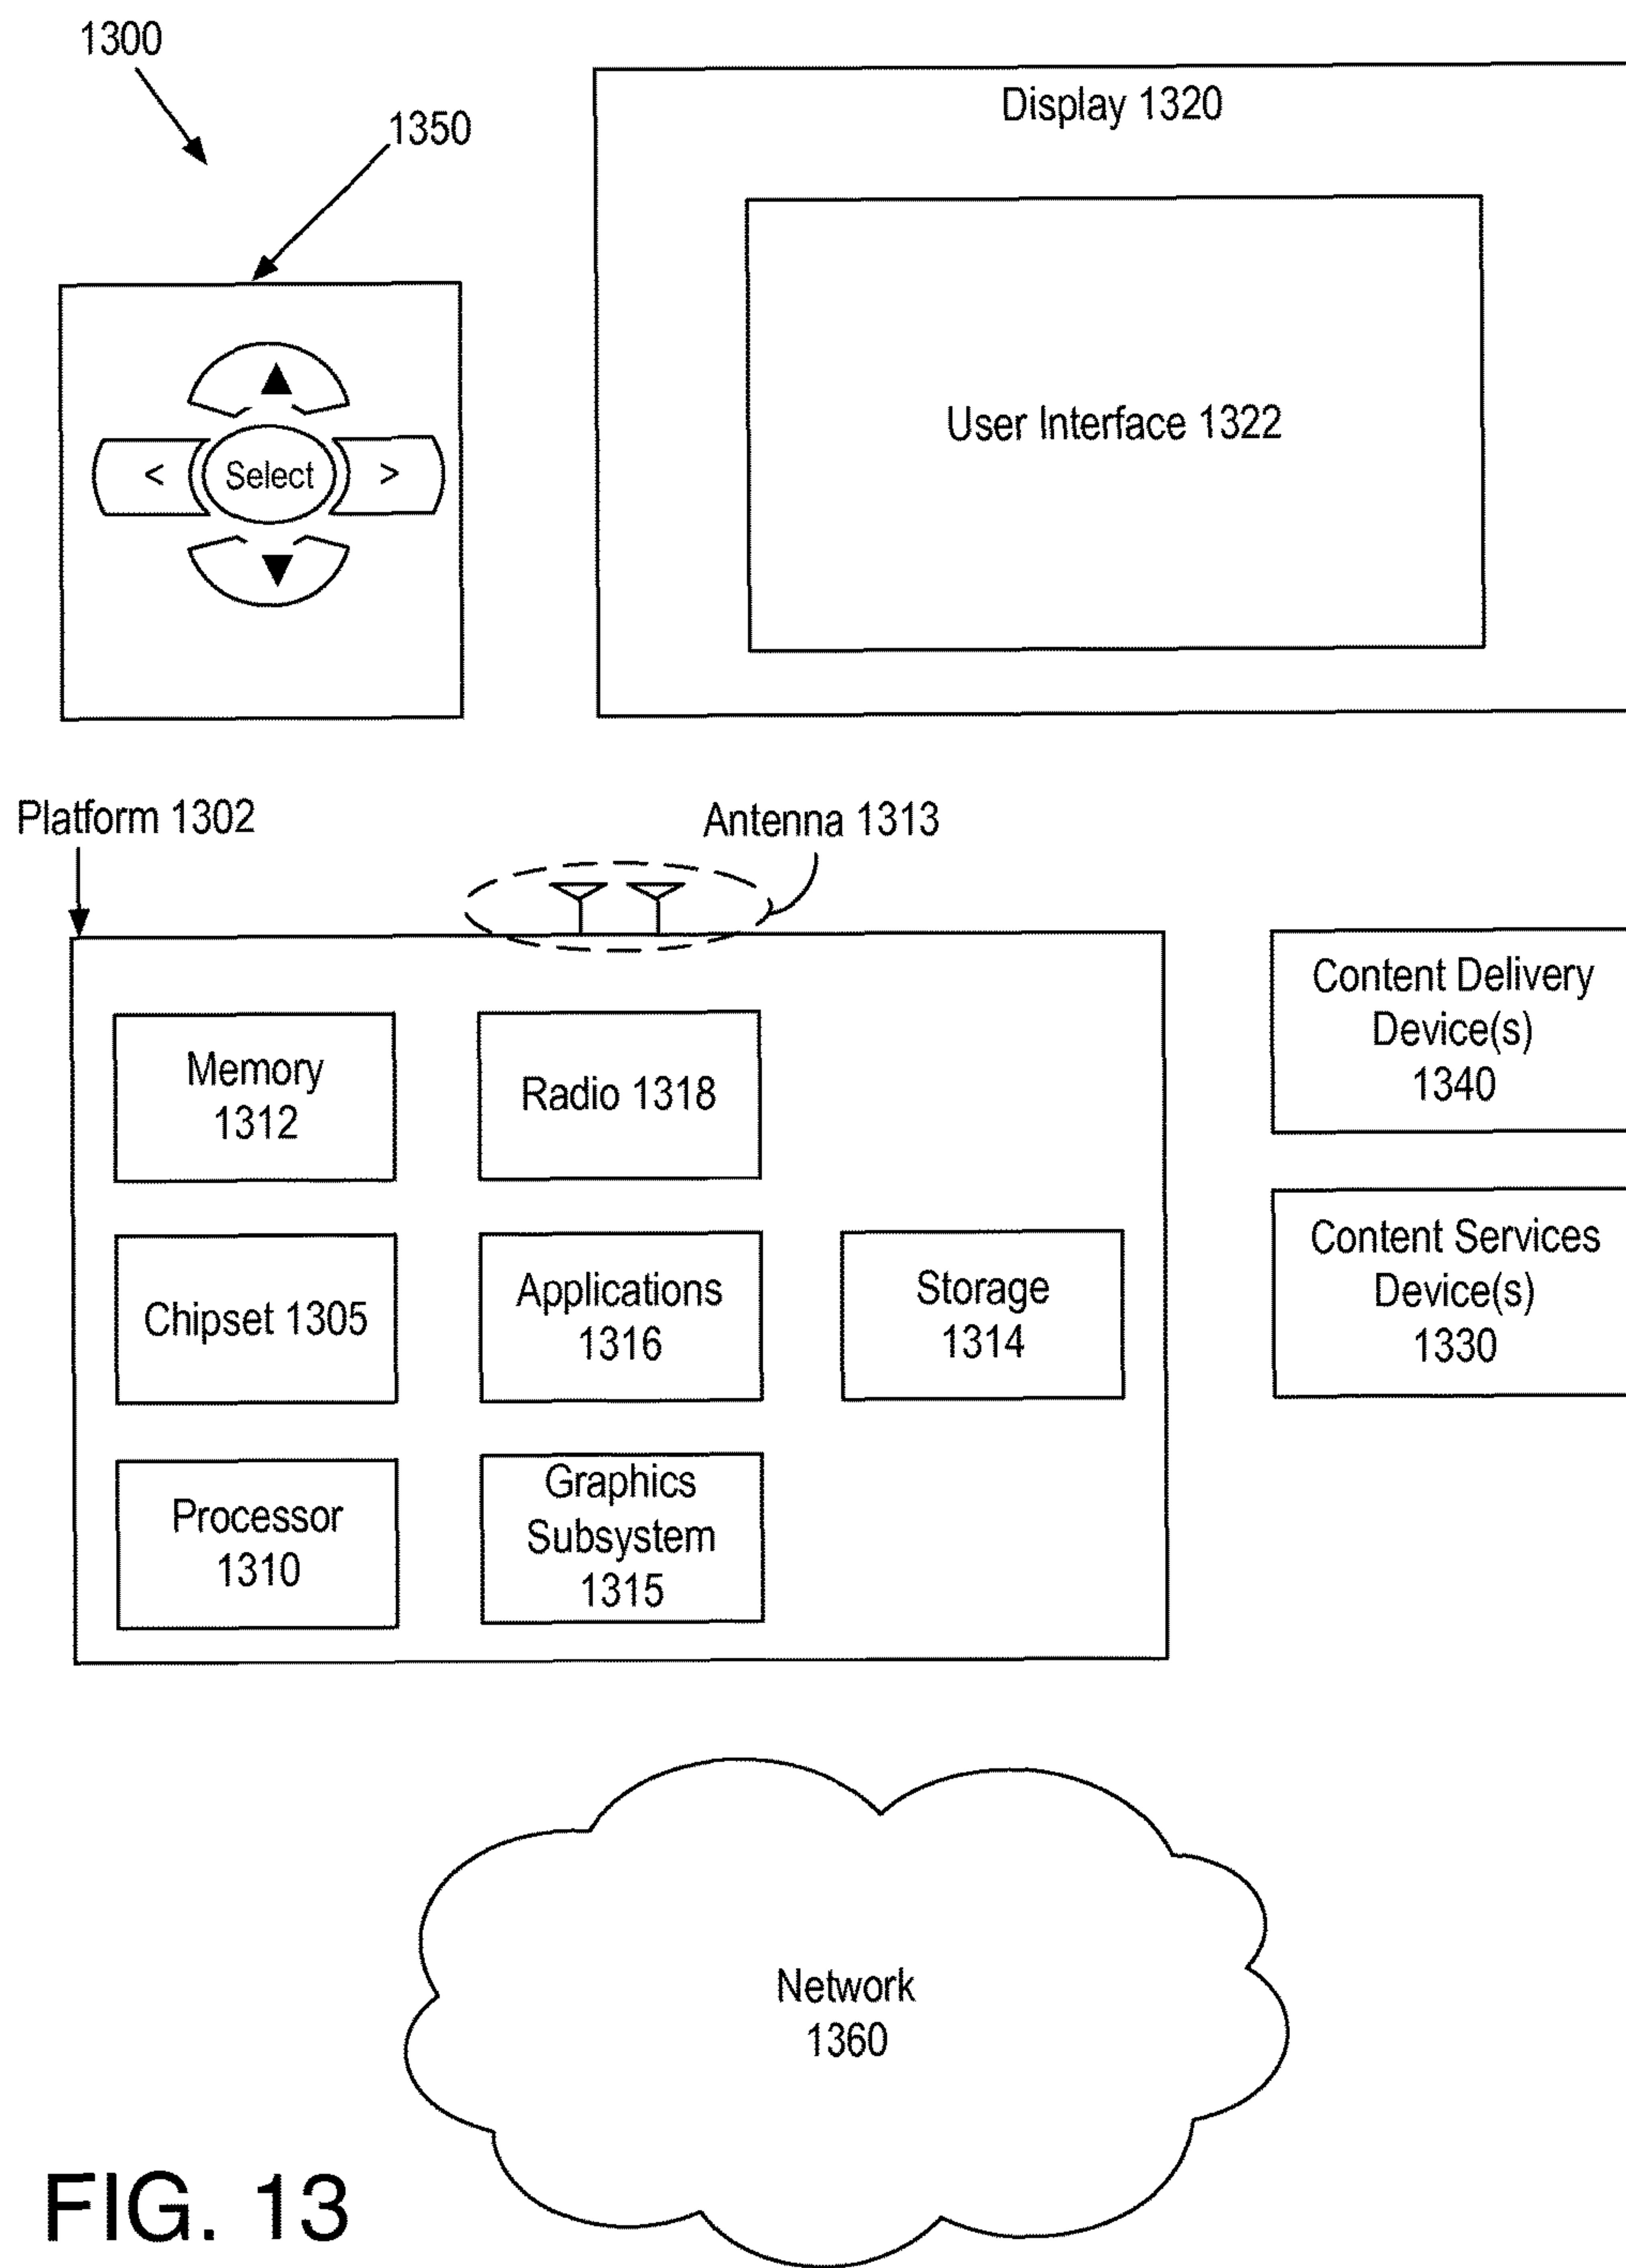 1300
1350
Display 1320
User Interface 1322
<
Select
>
Platform 1302
Antenna 1313
Memory
1312
Radio 1318
Content Delivery
Device(s)
1340
Chipset 1305
Applications
1316
Storage
1314
Content Services
Device(s)
1330
Processor
1310
Graphics
Subsystem
1315
Network
1360
FIG. 13